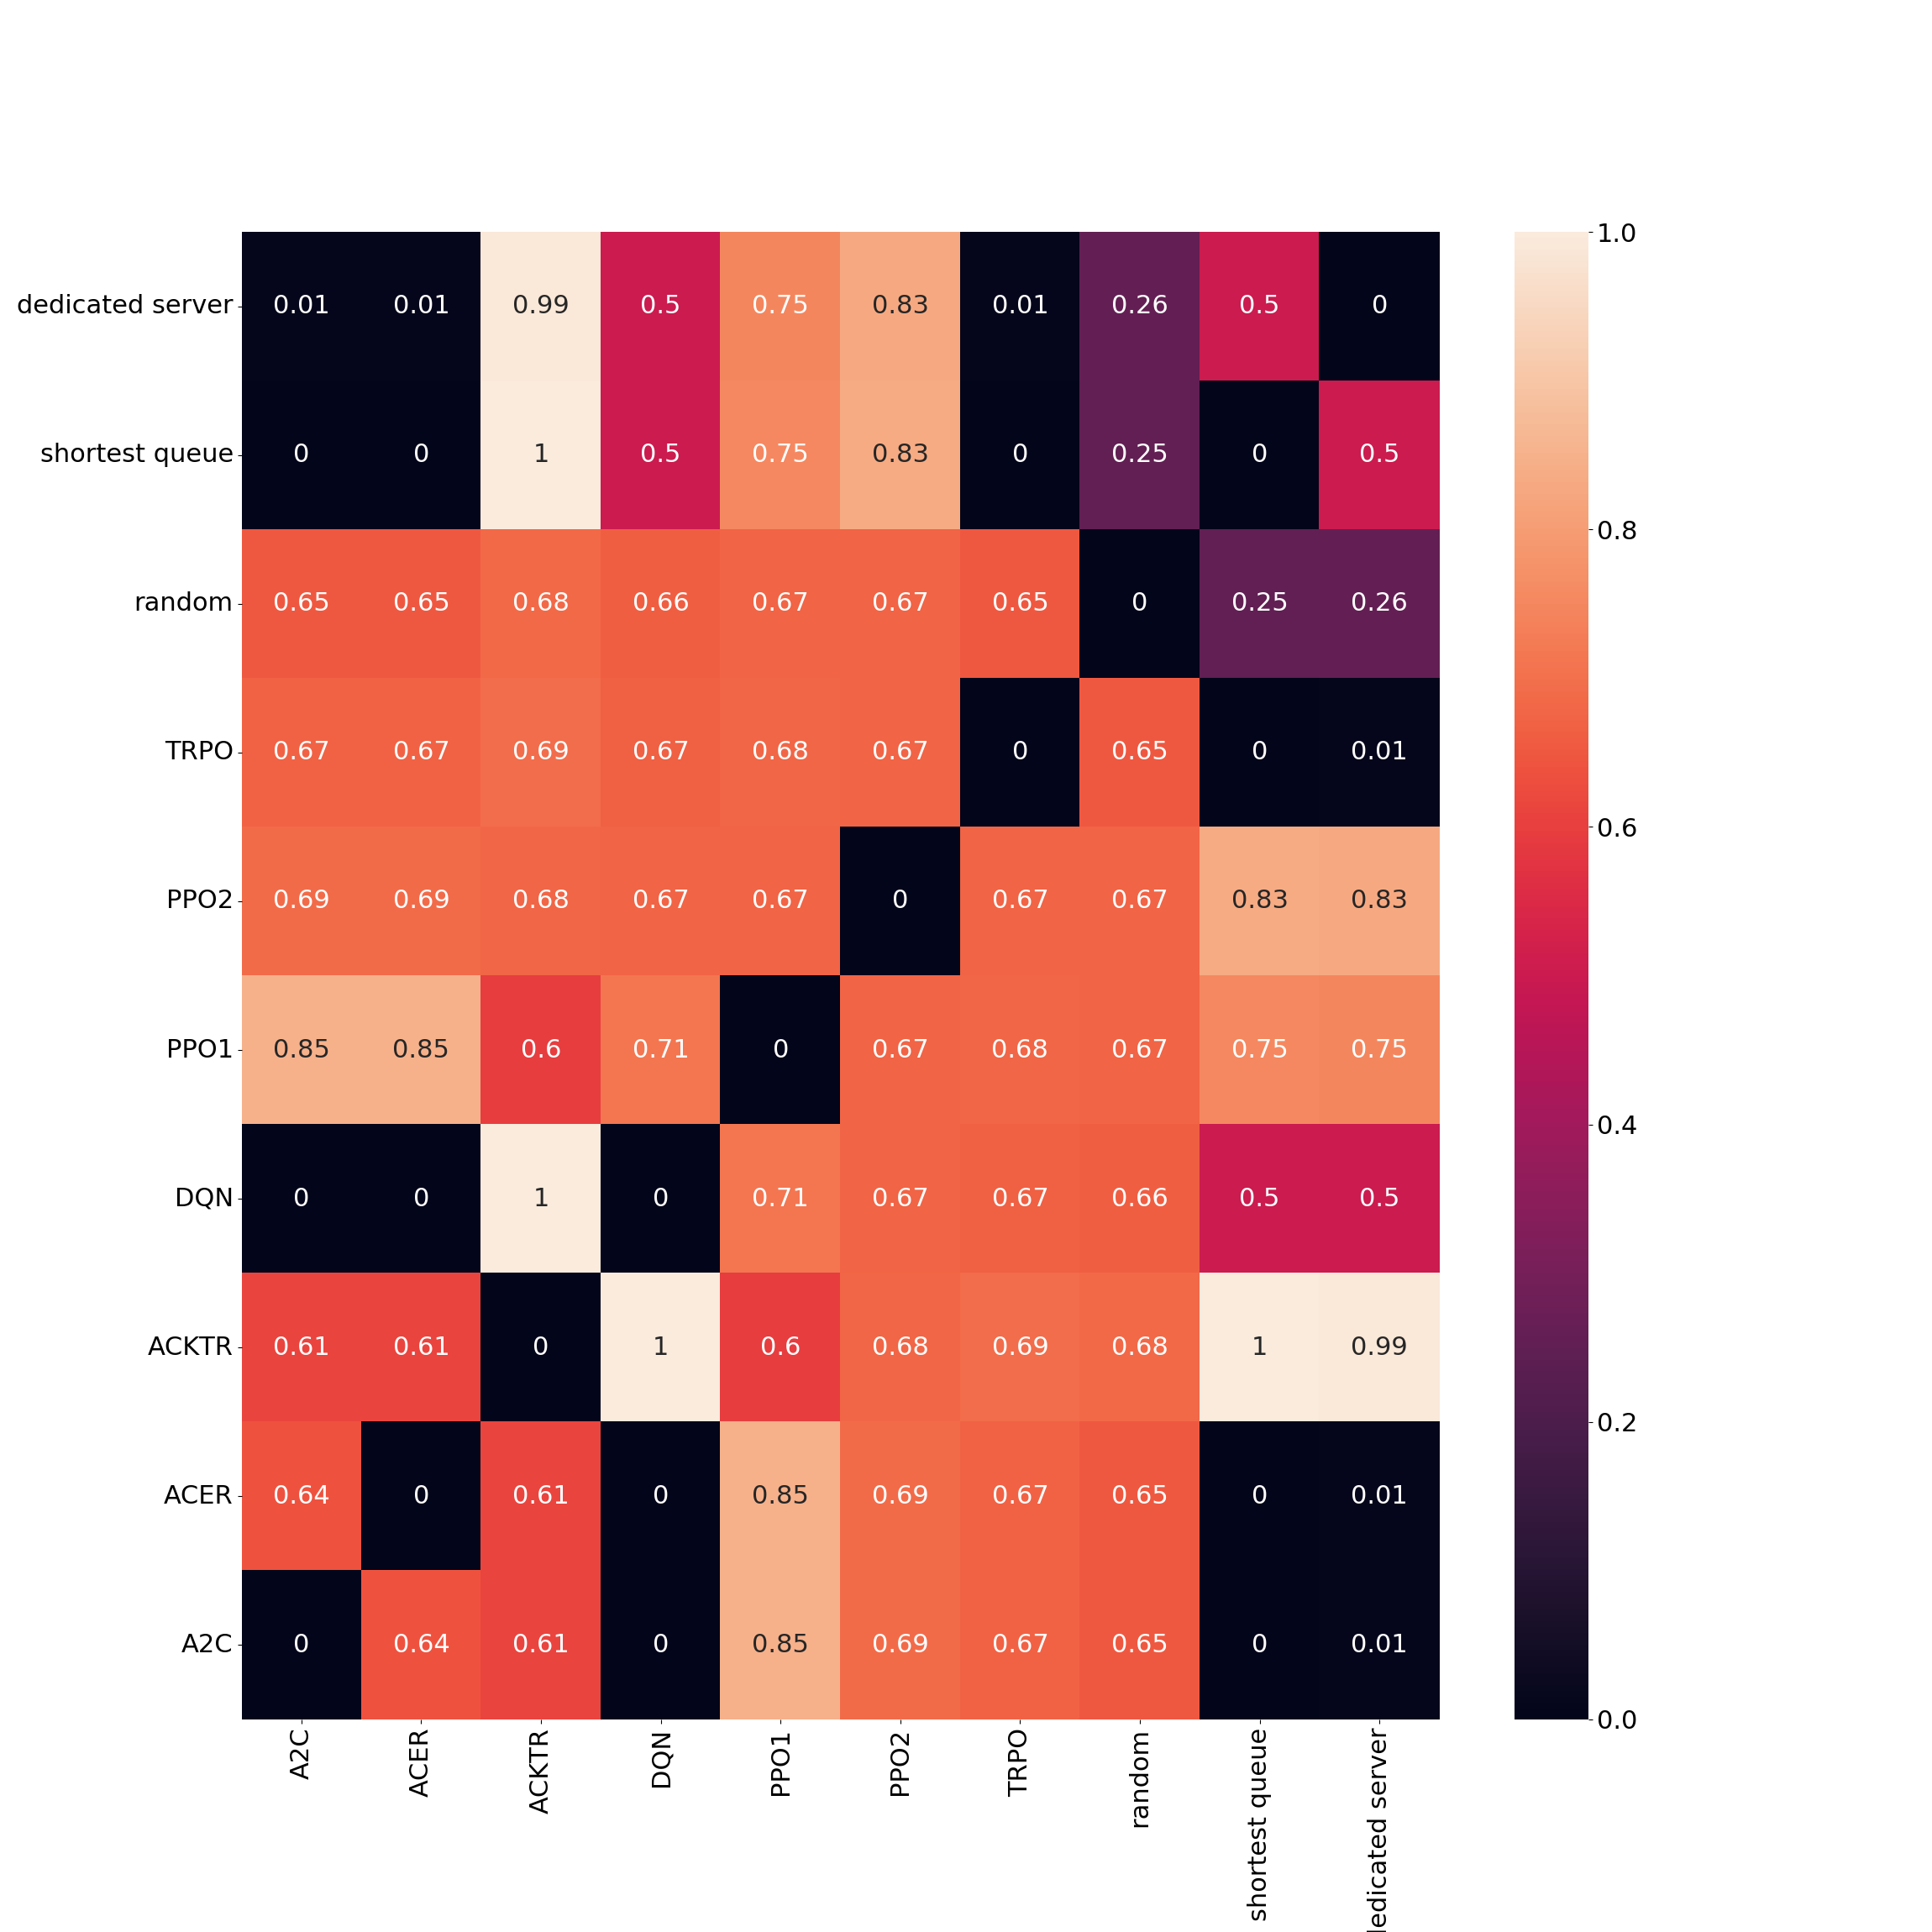 dedicated server 0.01 0.01 0.99 0.5 0.75 0.83 0.01 0.26 0.5 0
shortest queue 0 0 1 0.5 0.75 0.83 0 0.25 0 0.5
random 0.65 0.65 0.68 0.66 0.67 0.67 0.65 0 0.25 0.26
TRPO 0.67 0.67 0.69 0.67 0.68 0.67 0 0.65 0 0.01
PPO2 0.69 0.69 0.68 0.67 0.67 0 0.67 0.67 0.83 0.83
PPO1 0.85 0.85 0.6 0.71 0 0.67 0.68 0.67 0.75 0.75
DQN 0 0 1 0 0.71 0.67 0.67 0.66 0.5 0.5
ACKTR 0.61 0.61 0 1 0.6 0.68 0.69 0.68 1 0.99
ACER 0.64 0 0.61 0 0.85 0.69 0.67 0.65 0 0.01
A2C 0 0.64 0.61 0 0.85 0.69 0.67 0.65 0 0.01
A2C
ACER
ACKTR
DQN
PPO1
PPO2
TRPO
random
shortest queue
server
1.0
0.8
0.6
0.4
0.2
0.0